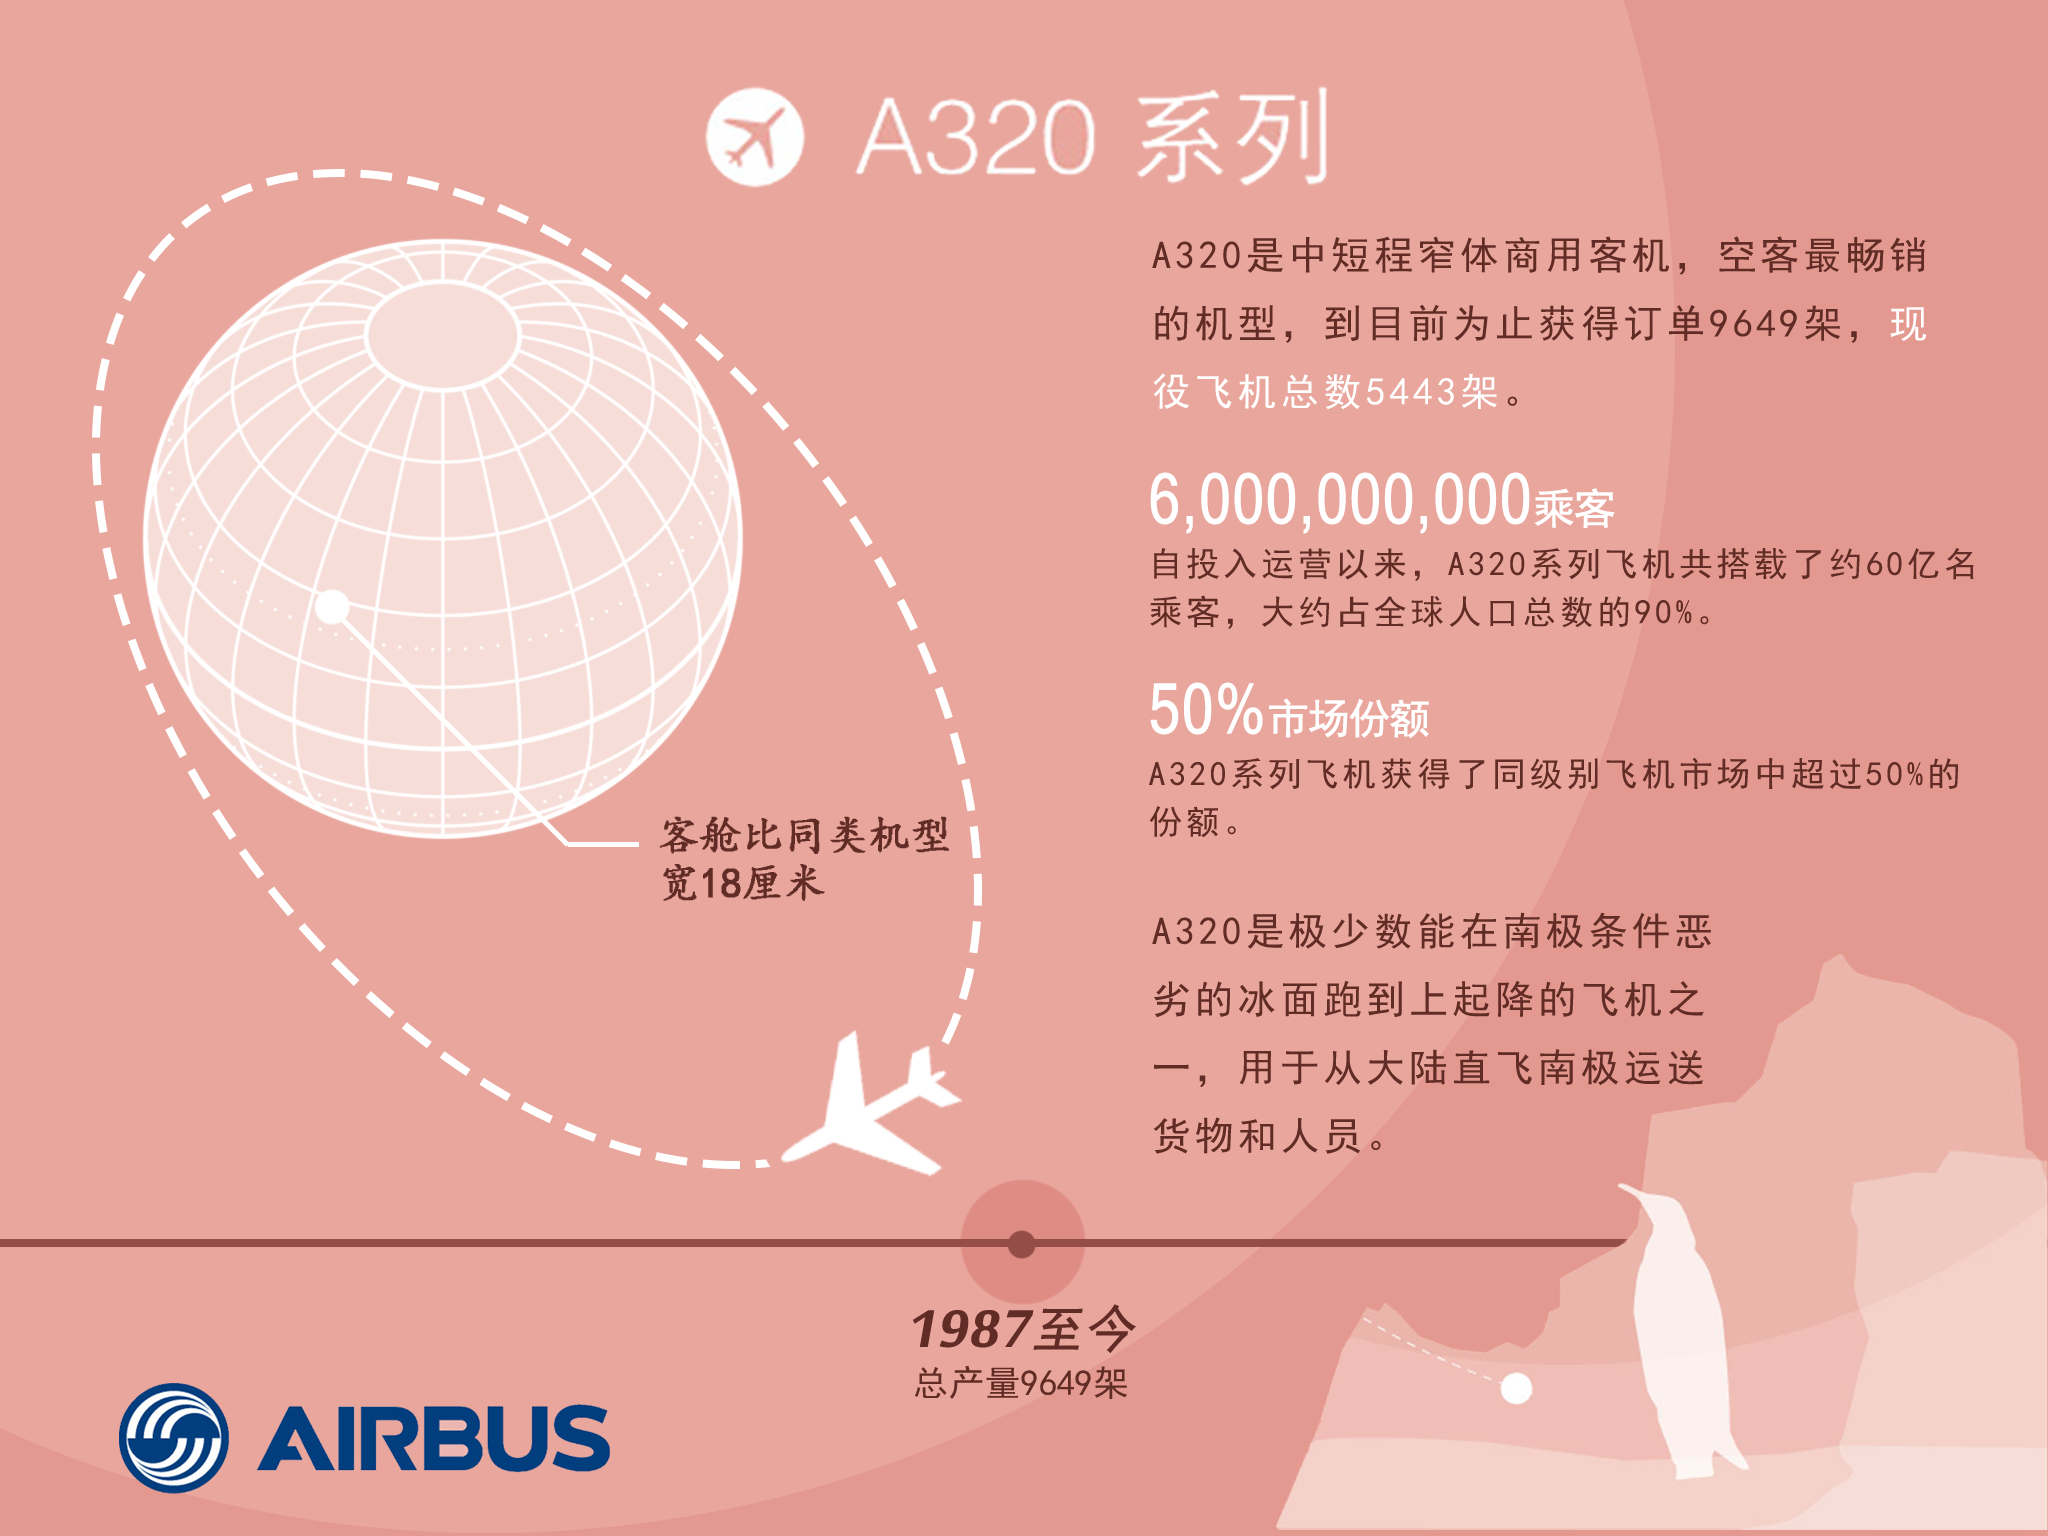 A320 系列
A320是中短程窄体商用客机，空客最畅销
的机型，到目前为止获得订单9649架，现
役飞机总数5443架。
6,000,000,000乘客
自投入运营以来，A320系列飞机共搭载了约60亿名
乘客，大约占全球人口总数的90%。
50%市场份额
A320系列飞机获得了同级别飞机市场中超过50%的
份额。
客舱比同类机型
宽18厘米
A320是极少数能在南极条件恶
劣的冰面跑到上起降的飞机之
一，用于从大陆直飞南极运送
货物和人员。
1987至今
总产量9649架
AIRBUS